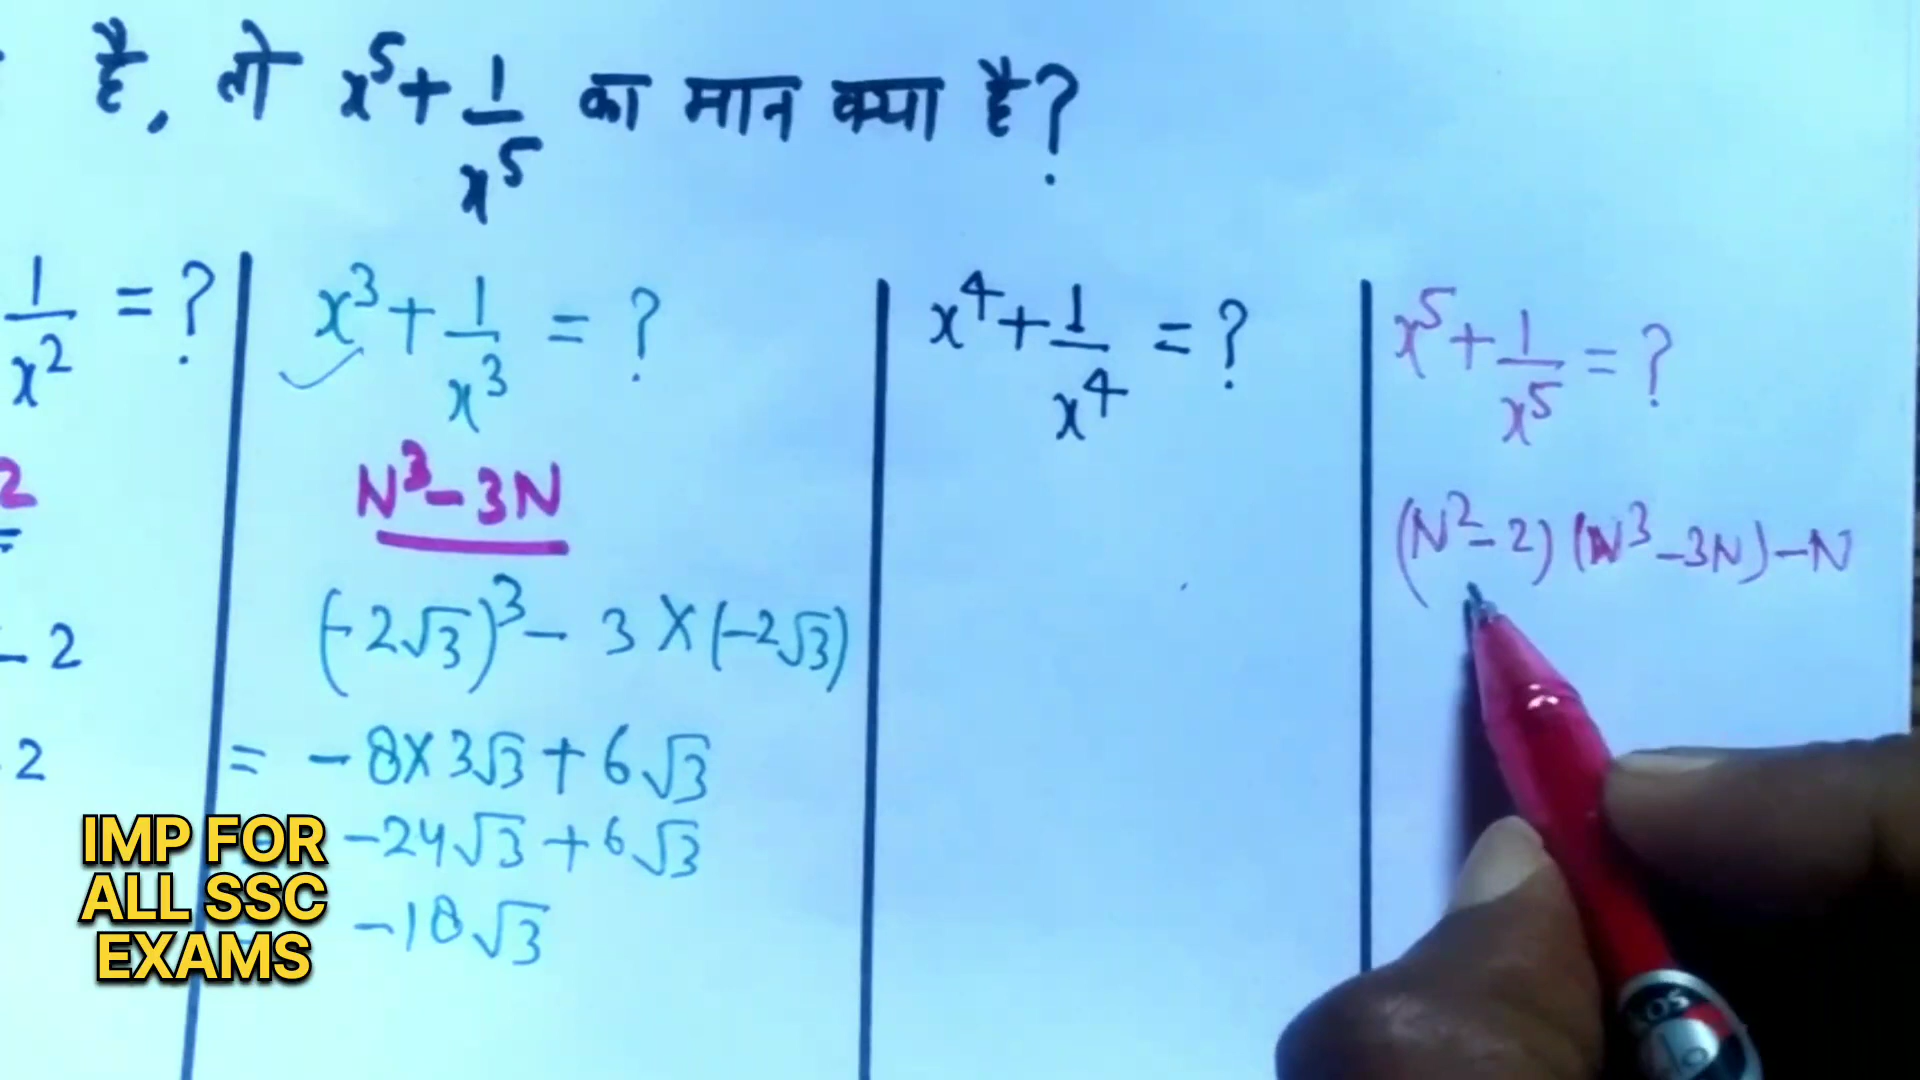 है, तो x⁵ + 1/x⁵ का मान क्या है?
1/x² = ?
2
- 2
2
x³ + 1/x³ = ?
N³ - 3N
(-2√3)³ - 3 × (-2√3)
= - 8 × 3√3 + 6√3
-24√3 + 6√3
-18√3
x⁴ + 1/x⁴ = ?
x⁵ + 1/x⁵ = ?
(N² - 2) (N³ - 3N) - N
IMP FOR
ALL SSC
EXAMS